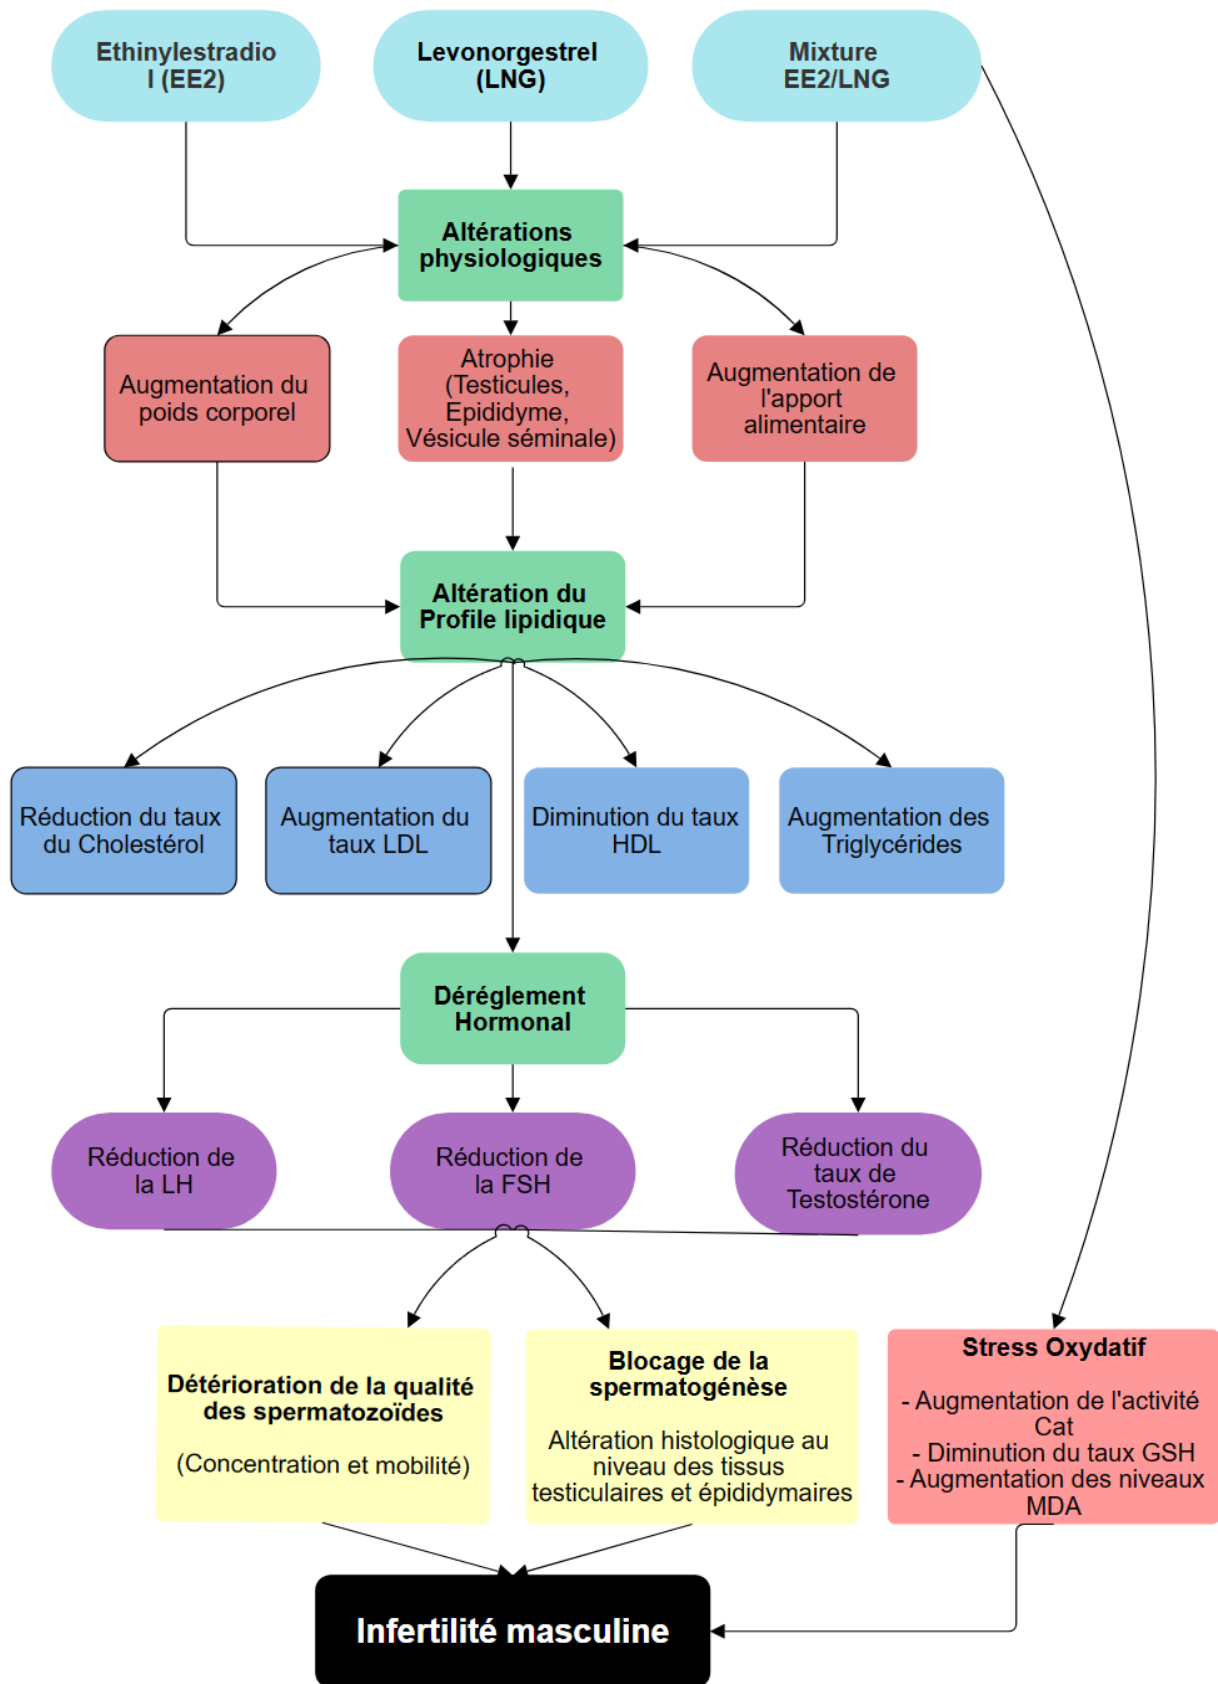 Ethinylestradio
l (EE2)
Levonorgestrel
(LNG)
Mixture
EE2/LNG
Altérations
physiologiques
Augmentation du
poids corporel
Atrophie
(Testicules,
Epididyme,
Vésicule séminale)
Augmentation de
l'apport
alimentaire
Altération du
Profile lipidique
Réduction du taux
du Cholestérol
Augmentation du
taux LDL
Diminution du taux
HDL
Augmentation des
Triglycérides
Déréglement
Hormonal
Réduction de
la LH
Réduction de
la FSH
Réduction du
taux de
Testostérone
Détérioration de la qualité
des spermatozoïdes
(Concentration et mobilité)
Blocage de la
spermatogénèse
Altération histologique au
niveau des tissus
testiculaires et épididymaires
Stress Oxydatif
- Augmentation de l'activité
Cat
- Diminution du taux GSH
- Augmentation des niveaux
MDA
Infertilité masculine